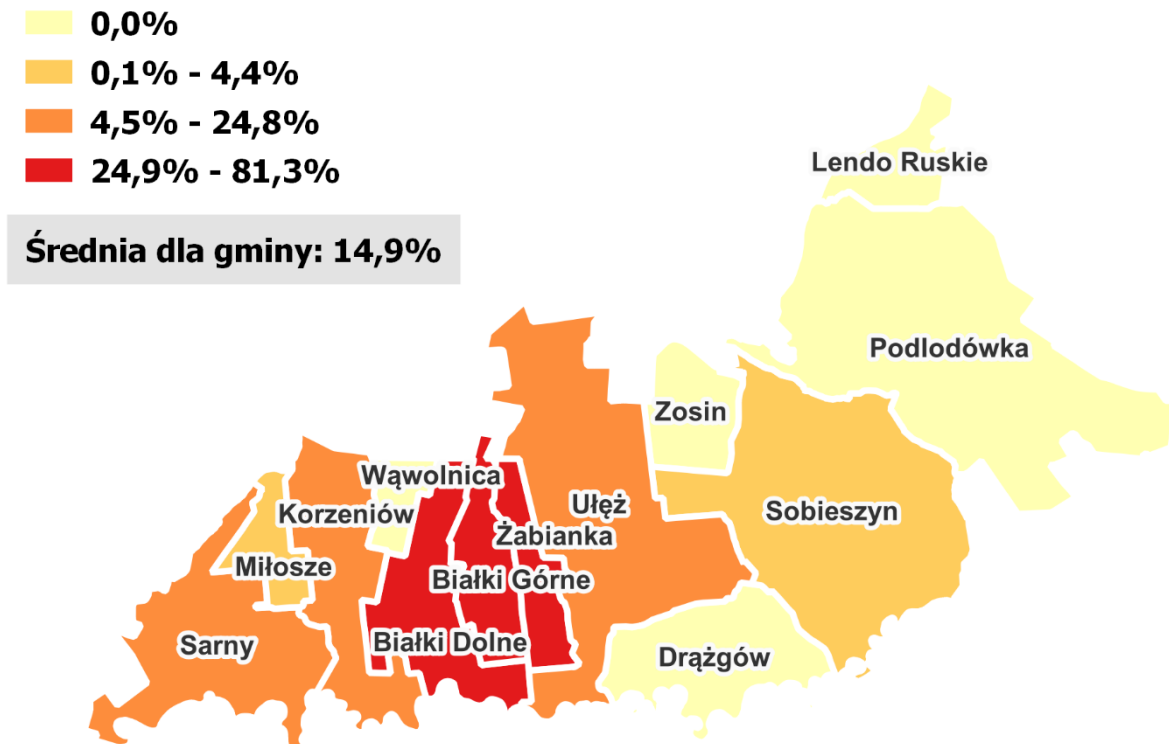 0,0%
0,1% - 4,4%
4,5% - 24,8%
24,9% - 81,3%
Średnia dla gminy: 14,9%
Lendo Ruskie
Podlodówka
Zosin
Wąwolnica
Ułęż
Korzeniów
Sobieszyn
Żabianka
Miłosze
Białki Górne
Sarny
Białki Dolne
Drążgów